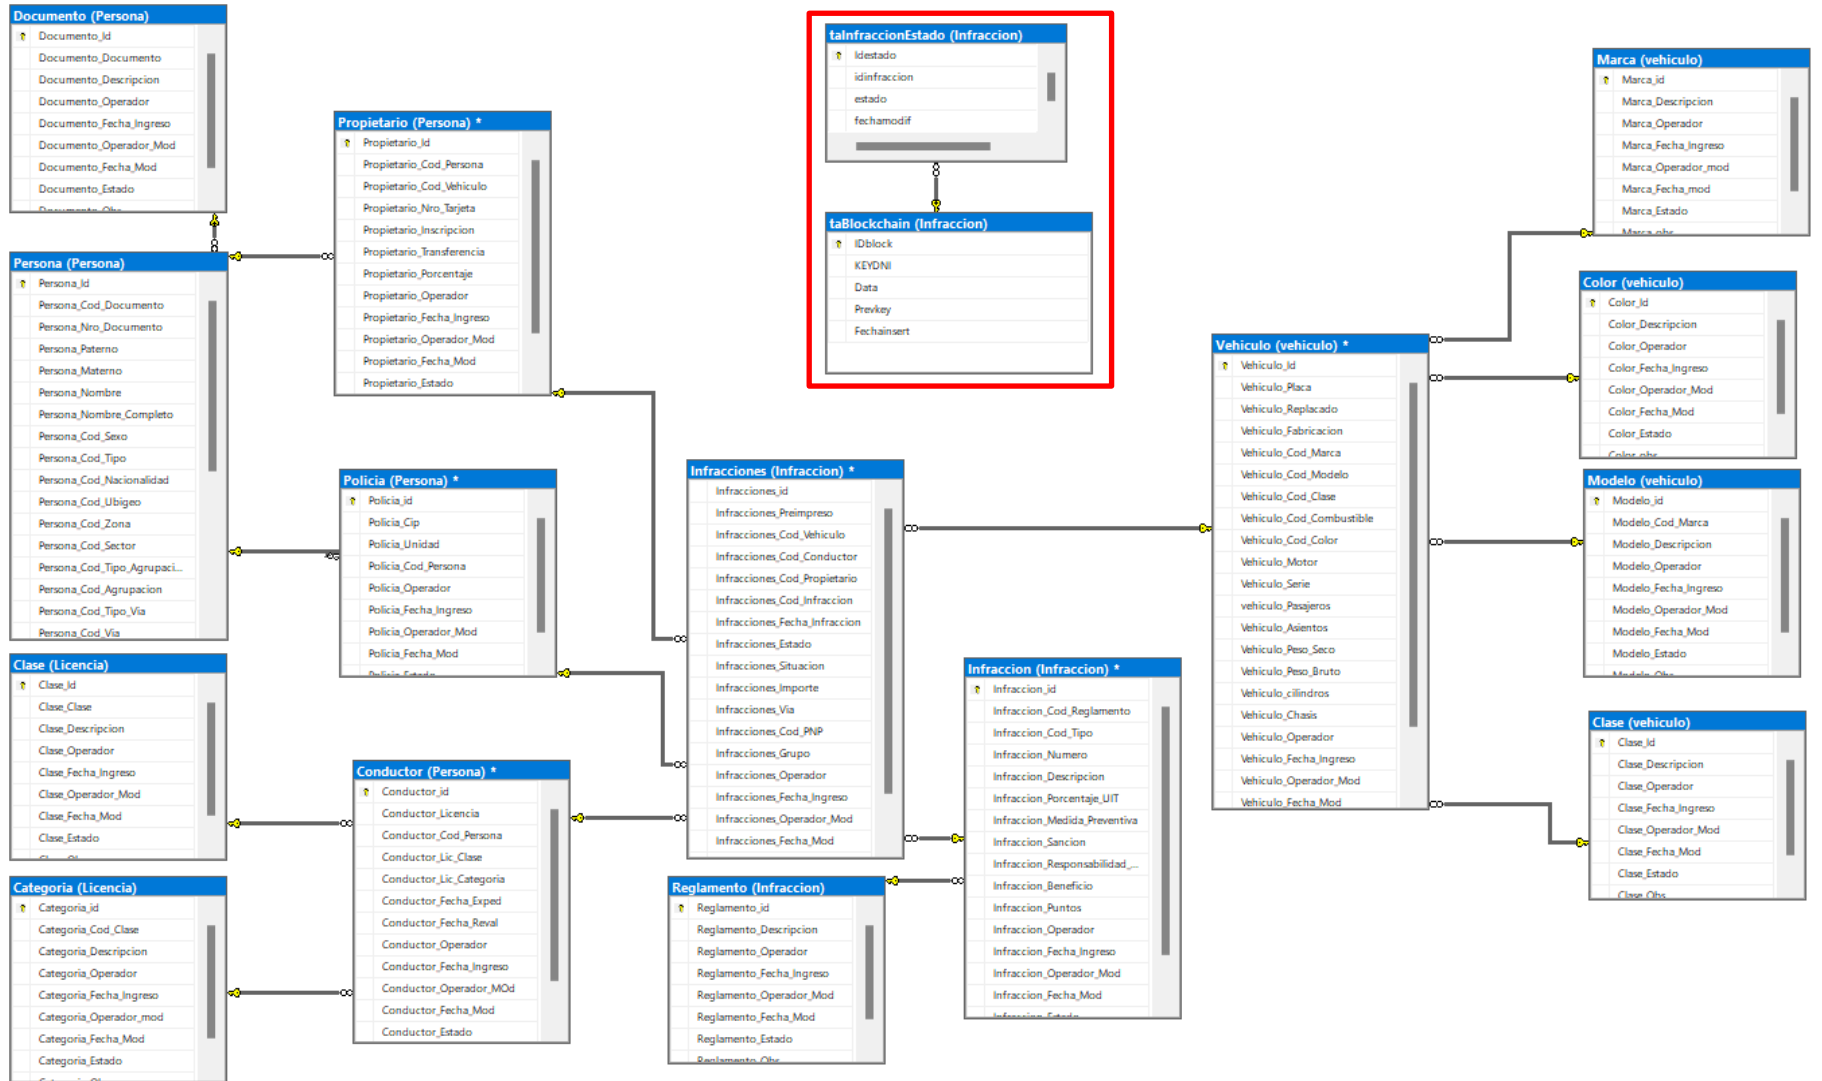 Documento (Persona)
Documento_Id
Documento_Documento
Documento_Descripcion
Documento_Operador
Documento_Fecha_Ingreso
Documento_Operador_Mod
Documento_Fecha_Mod
Documento_Estado
Persona (Persona)
Persona_Id
Persona_Cod_Documento
Persona_Nro_Documento
Persona_Paterno
Persona_Materno
Persona_Nombre
Persona_Nombre_Completo
Persona_Cod_Sexo
Persona_Cod_Tipo
Persona_Cod_Nacionalidad
Persona_Cod_Ubigeo
Persona_Cod_Zona
Persona_Cod_Sector
Persona_Cod_Tipo_Agrupaci...
Persona_Cod_Agrupacion
Persona_Cod_Tipo_Via
Persona_Cod_Via
Clase (Licencia)
Clase_Id
Clase_Clase
Clase_Descripcion
Clase_Operador
Clase_Fecha_Ingreso
Clase_Operador_Mod
Clase_Fecha_Mod
Clase_Estado
Categoria (Licencia)
Categoria_id
Categoria_Cod_Clase
Categoria_Descripcion
Categoria_Operador
Categoria_Fecha_Ingreso
Categoria_Operador_mod
Categoria_Fecha_Mod
Categoria_Estado
Propietario (Persona) *
Propietario_Id
Propietario_Cod_Persona
Propietario_Cod_Vehiculo
Propietario_Nro_Tarjeta
Propietario_Inscripcion
Propietario_Transferencia
Propietario_Porcentaje
Propietario_Operador
Propietario_Fecha_Ingreso
Propietario_Operador_Mod
Propietario_Fecha_Mod
Propietario_Estado
Policia (Persona) *
Policia_id
Policia_Cip
Policia_Unidad
Policia_Cod_Persona
Policia_Operador
Policia_Fecha_Ingreso
Policia_Operador_Mod
Policia_Fecha_Mod
Policia_Estado
Conductor (Persona) *
Conductor_id
Conductor_Licencia
Conductor_Cod_Persona
Conductor_Lic_Clase
Conductor_Lic_Categoria
Conductor_Fecha_Exped
Conductor_Fecha_Reval
Conductor_Operador
Conductor_Fecha_Ingreso
Conductor_Operador_MOd
Conductor_Fecha_Mod
Conductor_Estado
taInfraccionEstado (Infraccion)
Idestado
idinfraccion
estado
fechamodif
taBlockchain (Infraccion)
IDblock
KEYDNI
Data
Prevkey
Fechainsert
Infracciones (Infraccion) *
Infracciones_id
Infracciones_Preimpreso
Infracciones_Cod_Vehiculo
Infracciones_Cod_Conductor
Infracciones_Cod_Propietario
Infracciones_Cod_Infraccion
Infracciones_Fecha_Infraccion
Infracciones_Estado
Infracciones_Situacion
Infracciones_Importe
Infracciones_Via
Infracciones_Cod_PNP
Infracciones_Grupo
Infracciones_Operador
Infracciones_Fecha_Ingreso
Infracciones_Operador_Mod
Infracciones_Fecha_Mod
Reglamento (Infraccion)
Reglamento_id
Reglamento_Descripcion
Reglamento_Operador
Reglamento_Fecha_Ingreso
Reglamento_Operador_Mod
Reglamento_Fecha_Mod
Reglamento_Estado
Reglamento_Obs
Infraccion (Infraccion) *
Infraccion_id
Infraccion_Cod_Reglamento
Infraccion_Cod_Tipo
Infraccion_Numero
Infraccion_Descripcion
Infraccion_Porcentaje_UIT
Infraccion_Medida_Preventiva
Infraccion_Sancion
Infraccion_Responsabilidad_...
Infraccion_Beneficio
Infraccion_Puntos
Infraccion_Operador
Infraccion_Fecha_Ingreso
Infraccion_Operador_Mod
Infraccion_Fecha_Mod
Infraccion_Estado
Vehiculo (vehiculo) *
Vehiculo_Id
Vehiculo_Placa
Vehiculo_Replacado
Vehiculo_Fabricacion
Vehiculo_Cod_Marca
Vehiculo_Cod_Modelo
Vehiculo_Cod_Clase
Vehiculo_Cod_Combustible
Vehiculo_Cod_Color
Vehiculo_Motor
Vehiculo_Serie
vehiculo_Pasajeros
Vehiculo_Asientos
Vehiculo_Peso_Seco
Vehiculo_Peso_Bruto
Vehiculo_cilindros
Vehiculo_Chasis
Vehiculo_Operador
Vehiculo_Fecha_Ingreso
Vehiculo_Operador_Mod
Vehiculo_Fecha_Mod
Marca (vehiculo)
Marca_id
Marca_Descripcion
Marca_Operador
Marca_Fecha_Ingreso
Marca_Operador_mod
Marca_Fecha_mod
Marca_Estado
Marca_obs
Color (vehiculo)
Color_Id
Color_Descripcion
Color_Operador
Color_Fecha_Ingreso
Color_Operador_Mod
Color_Fecha_Mod
Color_Estado
Color_obs
Modelo (vehiculo)
Modelo_id
Modelo_Cod_Marca
Modelo_Descripcion
Modelo_Operador
Modelo_Fecha_Ingreso
Modelo_Operador_Mod
Modelo_Fecha_Mod
Modelo_Estado
Modelo_Obs
Clase (vehiculo)
Clase_Id
Clase_Descripcion
Clase_Operador
Clase_Fecha_Ingreso
Clase_Operador_Mod
Clase_Fecha_Mod
Clase_Estado
Clase_Obs